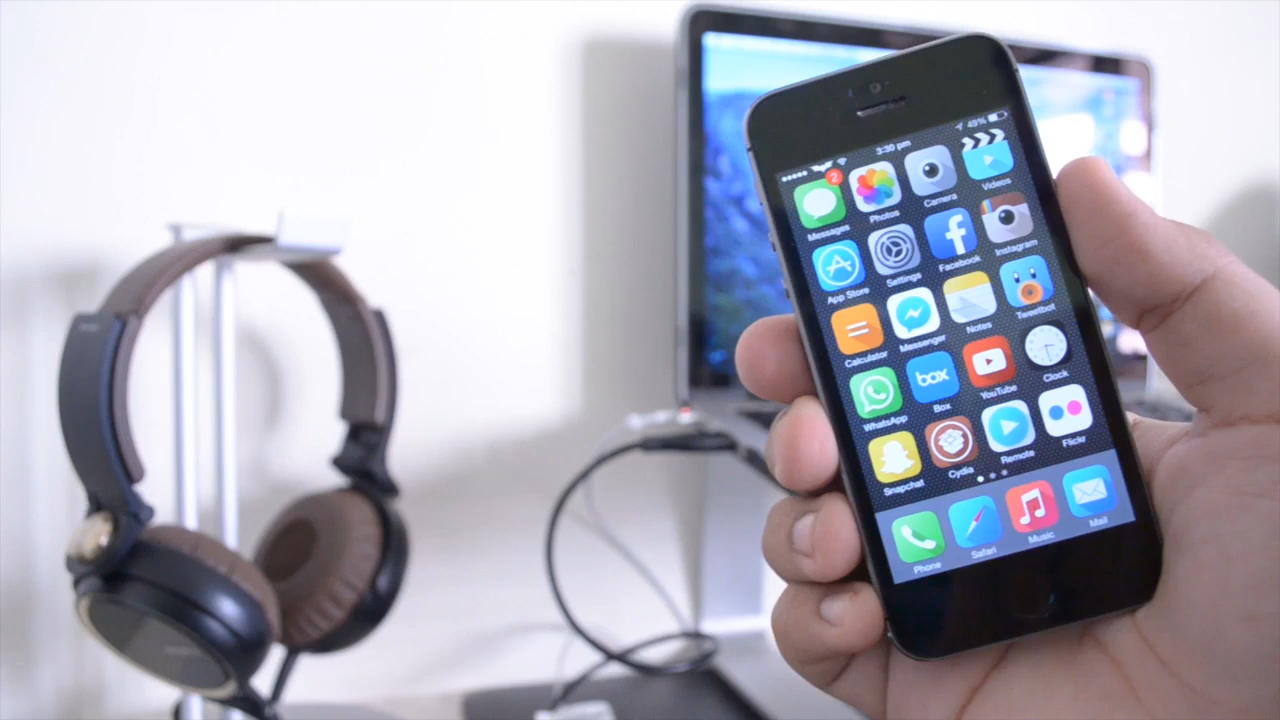 3:30 pm 49%
2
Messages Photos Camera Videos
App Store Settings Facebook Instagram
Calculator Messenger Notes Tweetbot
box
WhatsApp Box YouTube Clock
Snapchat Cydia Remote Flickr
Phone Safari Music Mail